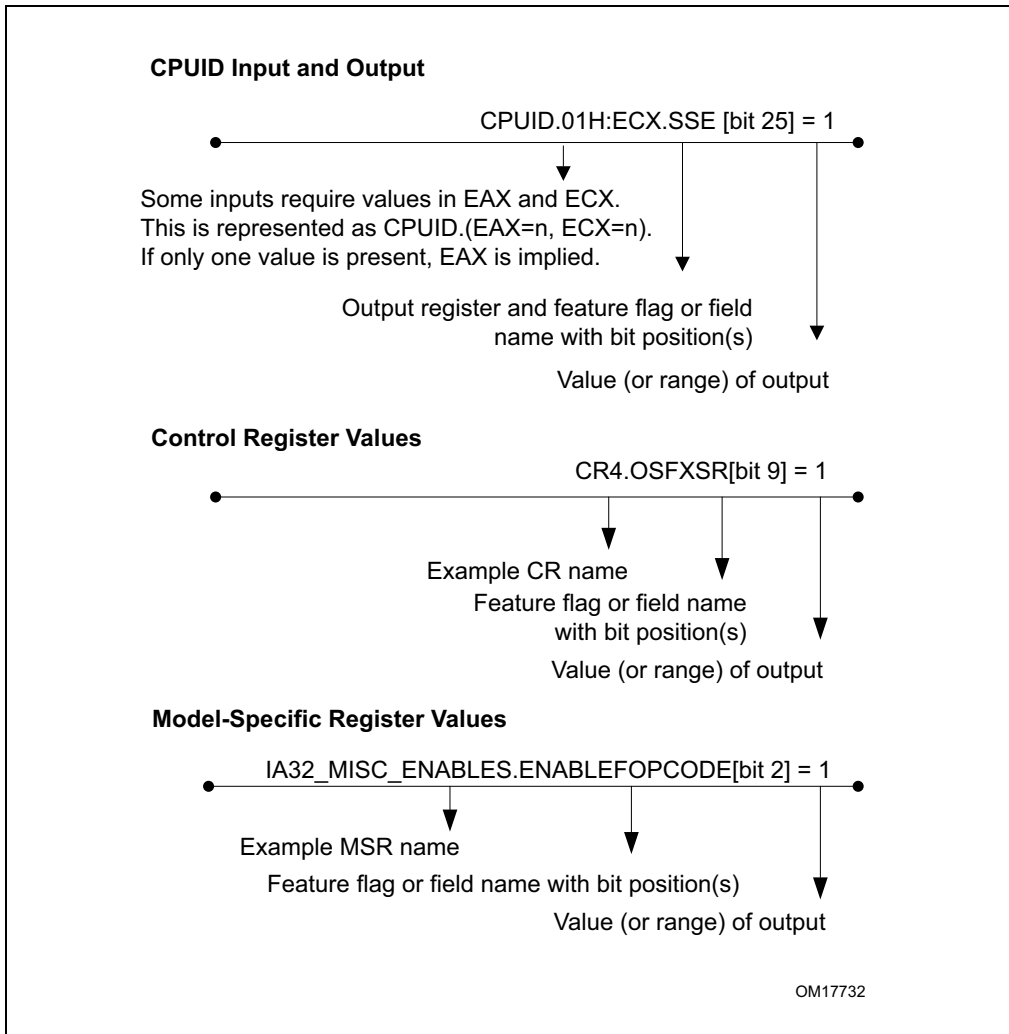 CPUID Input and Output
CPUID.01H:ECX.SSE [bit 25] = 1
Some inputs require values in EAX and ECX.
This is represented as CPUID.(EAX=n, ECX=n).
If only one value is present, EAX is implied.
Output register and feature flag or field
name with bit position(s)
Value (or range) of output
Control Register Values
CR4.OSFXSR[bit 9] = 1
Example CR name
Feature flag or field name
with bit position(s)
Value (or range) of output
Model-Specific Register Values
IA32_MISC_ENABLES.ENABLEFOPCODE[bit 2] = 1
Example MSR name
Feature flag or field name with bit position(s)
Value (or range) of output
OM17732